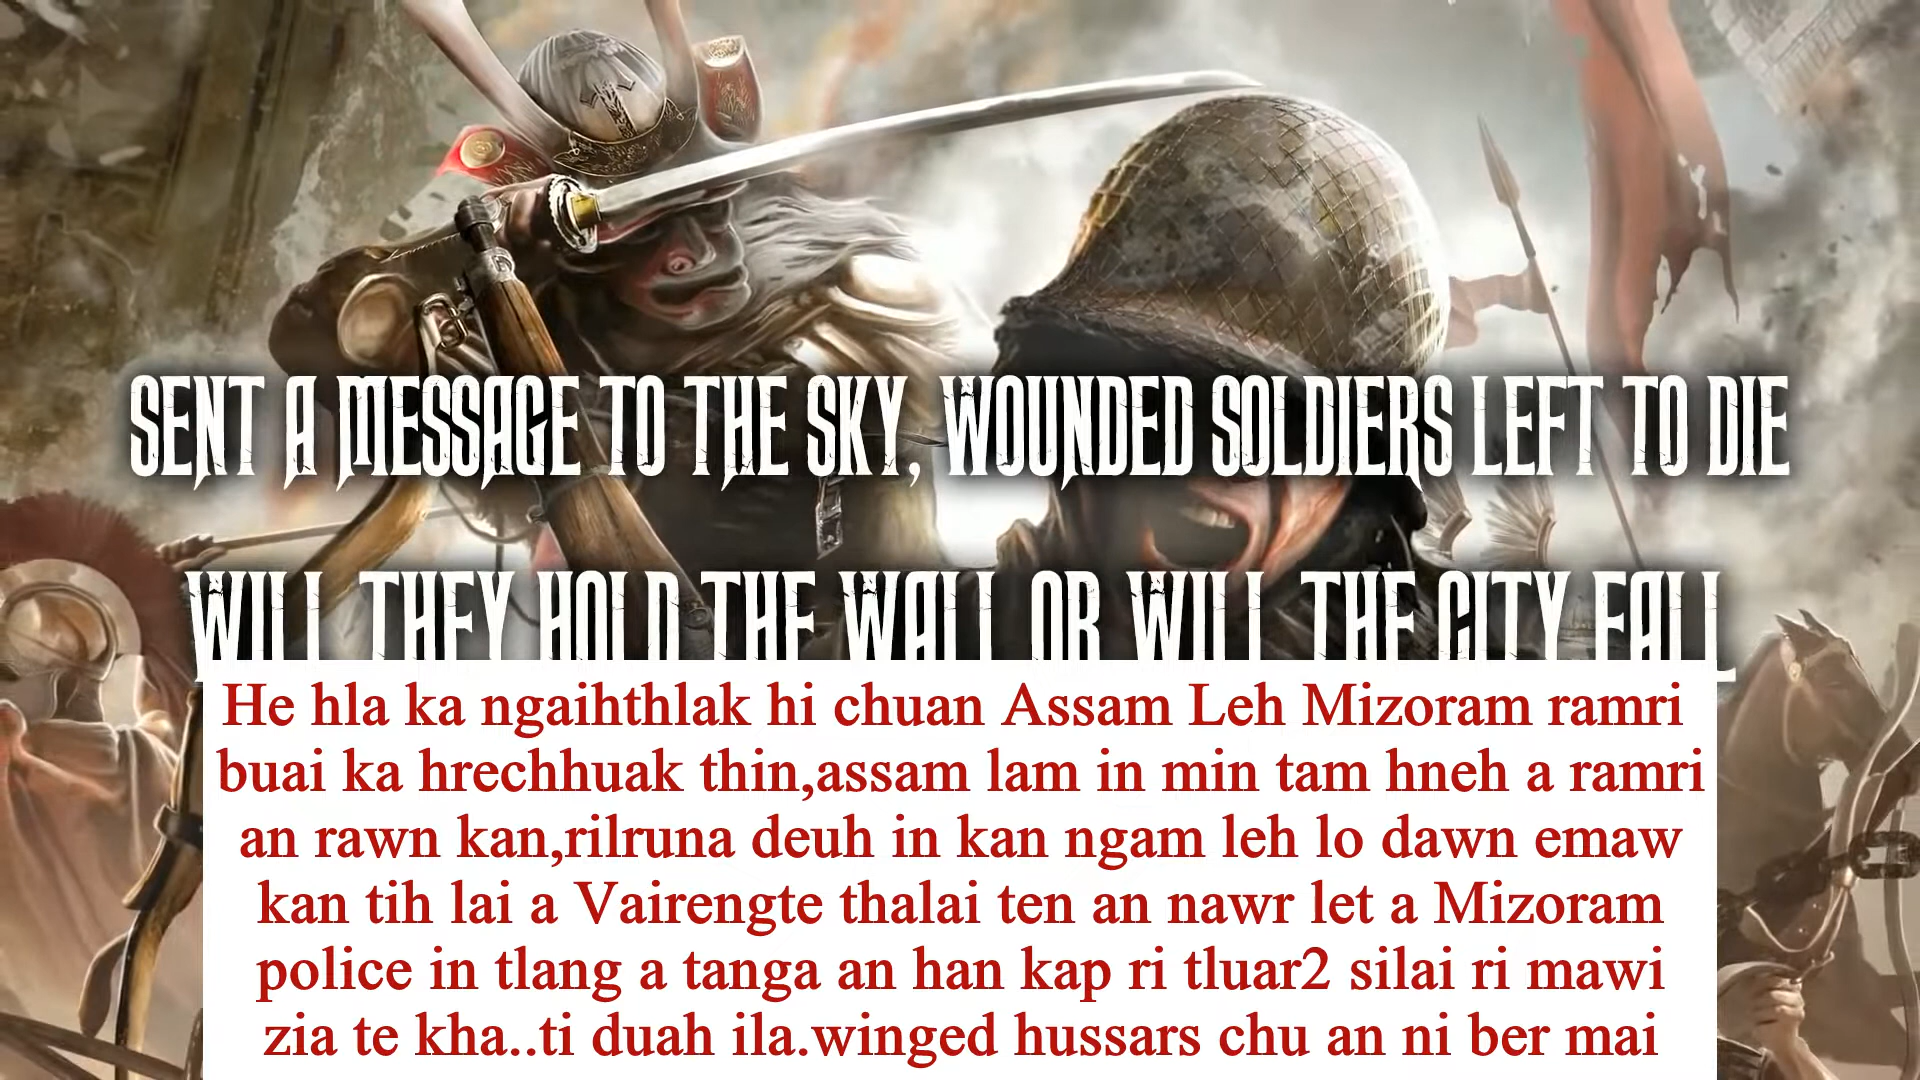 SENT A MESSAGE TO THE SKY, WOUNDED SOLDIERS LEFT TO DIE
WILL THEY HOLD THE WALL OR WILL THE CITY FALL
He hla ka ngaihthlak hi chuan Assam Leh Mizoram ramri
buai ka hrechhuak thin,assam lam in min tam hneh a ramri
an rawn kan,rilruna deuh in kan ngam leh lo dawn emaw
kan tih lai a Vairengte thalai ten an nawr let a Mizoram
police in tlang a tanga an han kap ri tluar2 silai ri mawi
zia te kha..ti duah ila.winged hussars chu an ni ber mai